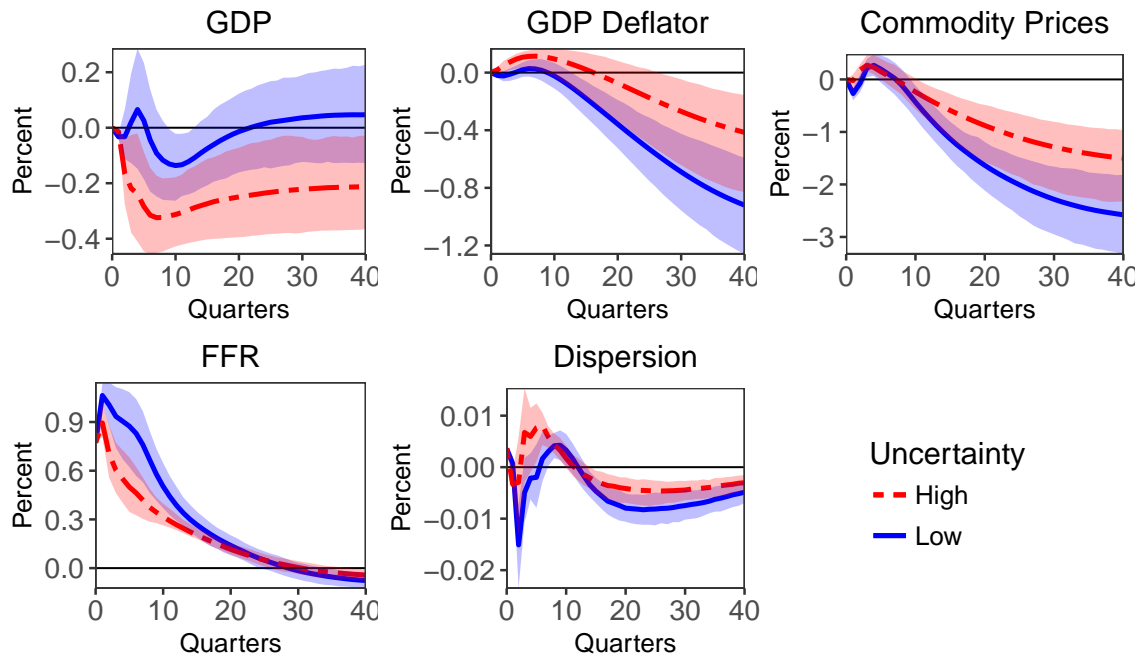 GDP
GDP Deflator
Commodity Prices
Percent
0.2
0.0
−0.2
−0.4
0 10 20 30 40
Quarters
Percent
0.0
−0.4
−0.8
−1.2
0 10 20 30 40
Quarters
Percent
0
−1
−2
−3
0 10 20 30 40
Quarters
FFR
Dispersion
Percent
0.9
0.6
0.3
0.0
0 10 20 30 40
Quarters
Percent
0.01
0.00
−0.01
−0.02
0 10 20 30 40
Quarters
Uncertainty
High
Low